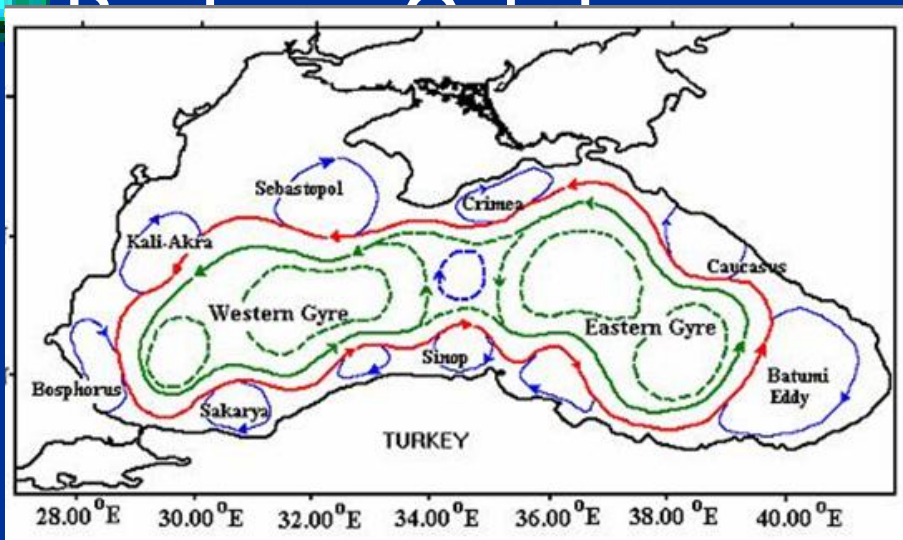 Sebastopol
Crimea
Kali-Akra
Caucasus
Western Gyre
Eastern Gyre
Sinop
Batumi
Eddy
Bosphorus
Sakarya
TURKEY
28.00 °E 30.00 °E 32.00 °E 34.00 °E 36.00 °E 38.00 °E 40.00 °E